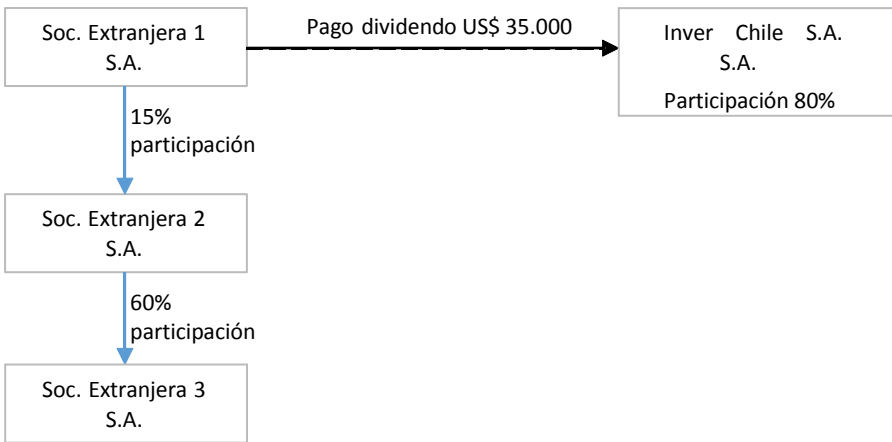 Soc. Extranjera 1
S.A.
Pago dividendo US$ 35.000
Inver Chile S.A.
S.A.
Participación 80%
15%
participación
Soc. Extranjera 2
S.A.
60%
participación
Soc. Extranjera 3
S.A.